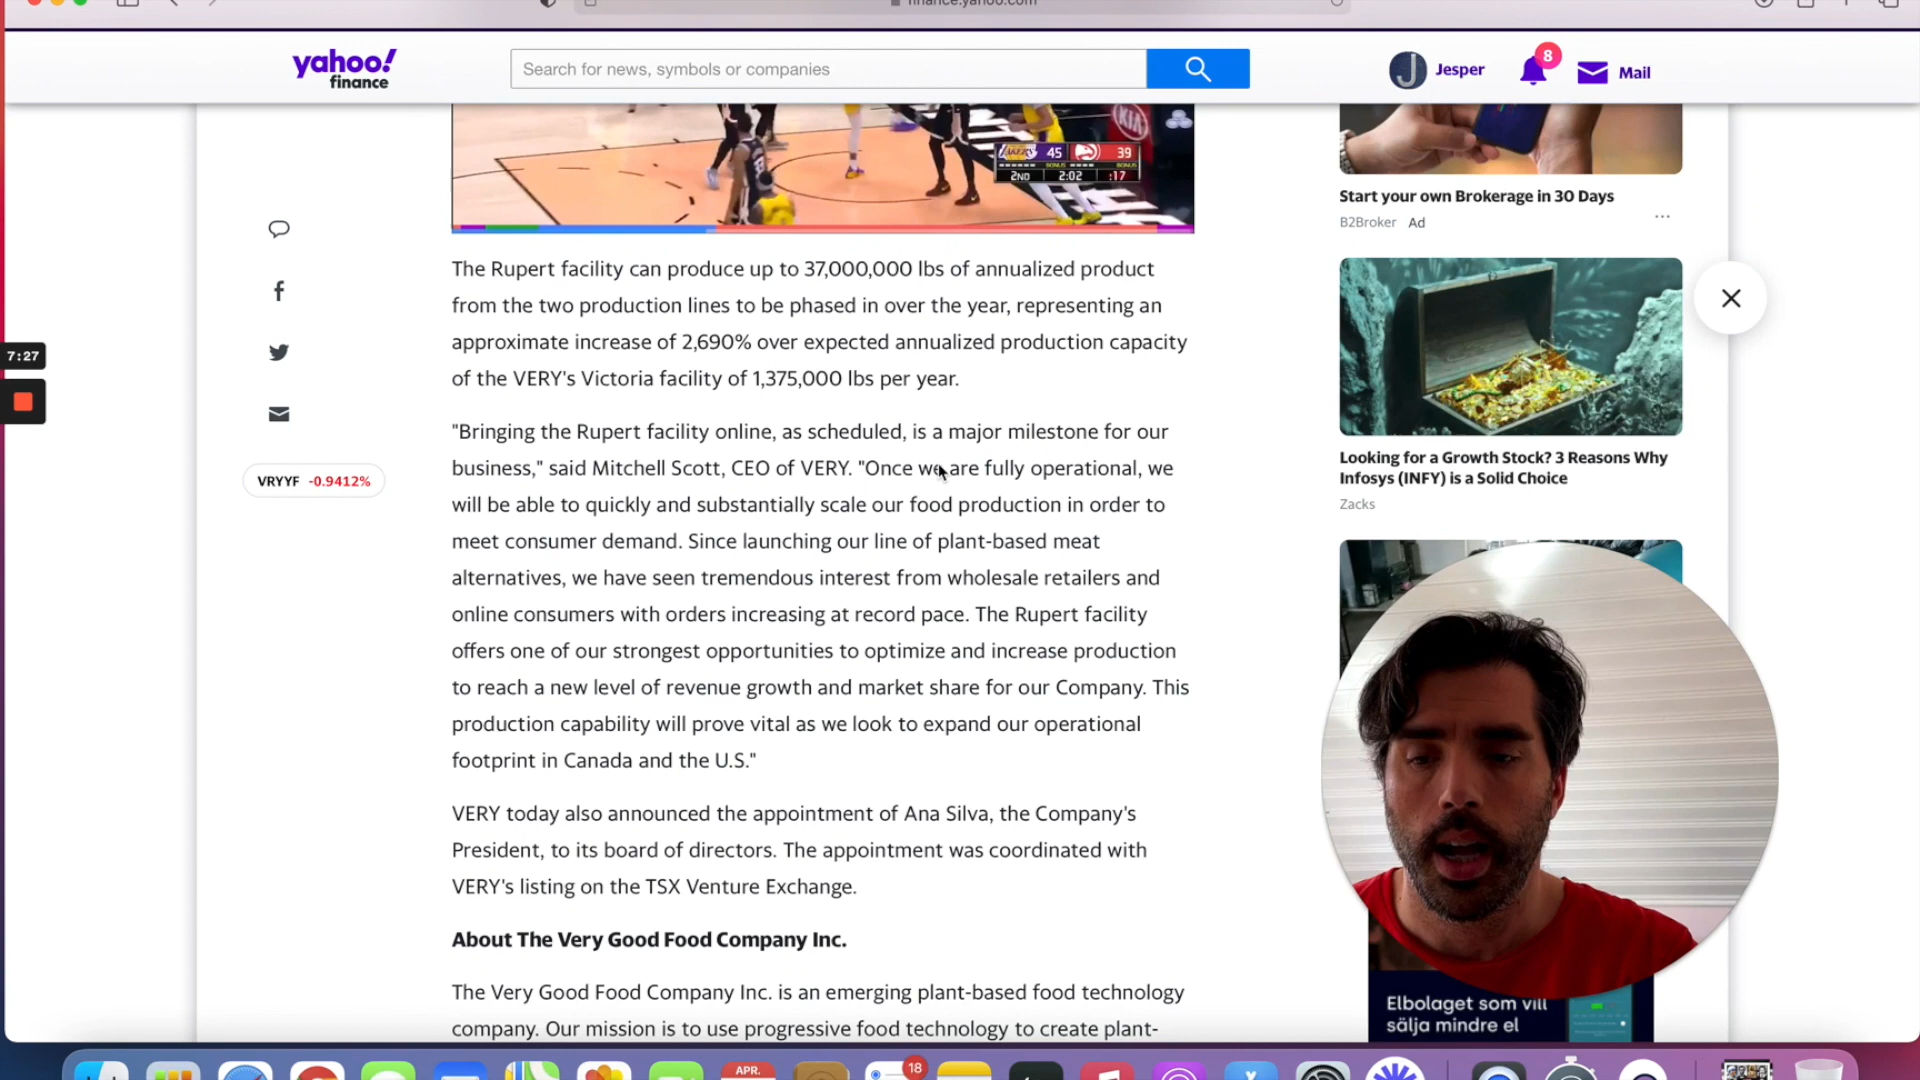 finance.yahoo.com
yahoo!
finance
Search for news, symbols or companies
Jesper
8
Mail
KIA
LAKERS 45 39
BONUS BONUS
2ND 2:02 :17
Start your own Brokerage in 30 Days
B2Broker Ad
...
The Rupert facility can produce up to 37,000,000 lbs of annualized product
from the two production lines to be phased in over the year, representing an
approximate increase of 2,690% over expected annualized production capacity
of the VERY's Victoria facility of 1,375,000 lbs per year.
7:27
"Bringing the Rupert facility online, as scheduled, is a major milestone for our
business," said Mitchell Scott, CEO of VERY. "Once we are fully operational, we
will be able to quickly and substantially scale our food production in order to
meet consumer demand. Since launching our line of plant-based meat
alternatives, we have seen tremendous interest from wholesale retailers and
online consumers with orders increasing at record pace. The Rupert facility
offers one of our strongest opportunities to optimize and increase production
to reach a new level of revenue growth and market share for our Company. This
production capability will prove vital as we look to expand our operational
footprint in Canada and the U.S."
VRYYF -0.9412%
Looking for a Growth Stock? 3 Reasons Why
Infosys (INFY) is a Solid Choice
Zacks
VERY today also announced the appointment of Ana Silva, the Company's
President, to its board of directors. The appointment was coordinated with
VERY's listing on the TSX Venture Exchange.
About The Very Good Food Company Inc.
The Very Good Food Company Inc. is an emerging plant-based food technology
company. Our mission is to use progressive food technology to create plant-
Elbolaget som vill
sälja mindre el
APR.
18